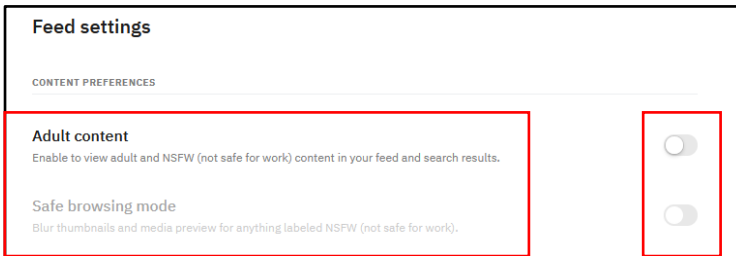 Feed settings
CONTENT PREFERENCES
Adult content
Enable to view adult and NSFW (not safe for work) content in your feed and search results.
Safe browsing mode
Blur thumbnails and media preview for anything labeled NSFW (not safe for work).